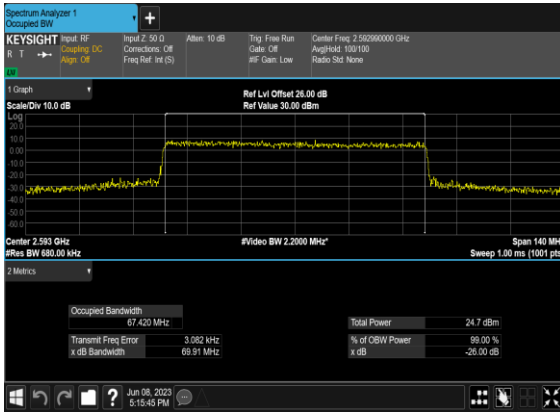 Spectrum Analyzer 1
Occupied BW
KEYSIGHT
R T
LW
Input: RF
Coupling: DC
Align: Off
Input Z: 50 Ω
Corrections: Off
Freq Ref: Int (S)
Atten: 10 dB
Trig: Free Run
Gate: Off
#IF Gain: Low
Center Freq: 2.592990000 GHz
Avg|Hold: 100/100
Radio Std: None
1 Graph
Scale/Div 10.0 dB
Ref Lvl Offset 26.00 dB
Ref Value 30.00 dBm
Log
20.0
10.0
0.00
-10.0
-20.0
-30.0
-40.0
-50.0
-60.0
Center 2.593 GHz
#Res BW 680.00 kHz
#Video BW 2.2000 MHz*
Span 140 MH
Sweep 1.00 ms (1001 pts
2 Metrics
Occupied Bandwidth
67.420 MHz
Transmit Freq Error 3.082 kHz
x dB Bandwidth 69.91 MHz
Total Power 24.7 dBm
% of OBW Power 99.00 %
x dB -26.00 dB
?
Jun 08, 2023
5:15:45 PM